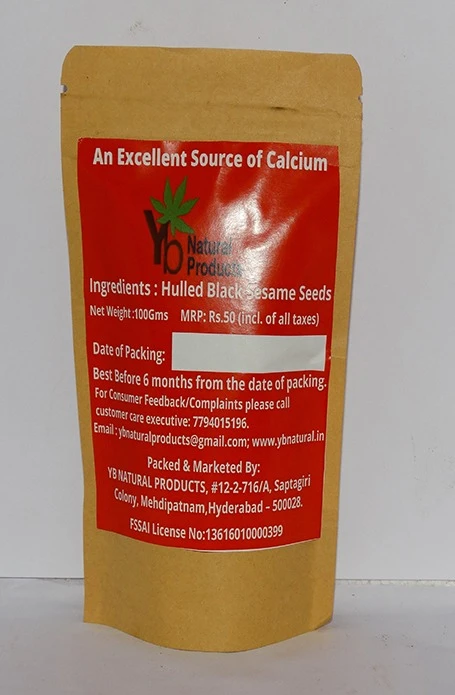 An Excellent Source of Calcium
Yb Natural
Products
Ingredients : Hulled Black Sesame Seeds
Net Weight :100Gms MRP: Rs.50 (incl. of all taxes)
Date of Packing:
Best Before 6 months from the date of packing.
For Consumer Feedback/Complaints please call
customer care executive: 7794015196.
Email : ybnaturalproducts@gmail.com; www.ybnatural.in
Packed & Marketed By:
YB NATURAL PRODUCTS, #12-2-716/A, Saptagiri
Colony, Mehdipatnam,Hyderabad – 500028.
FSSAI License No:13616010000399